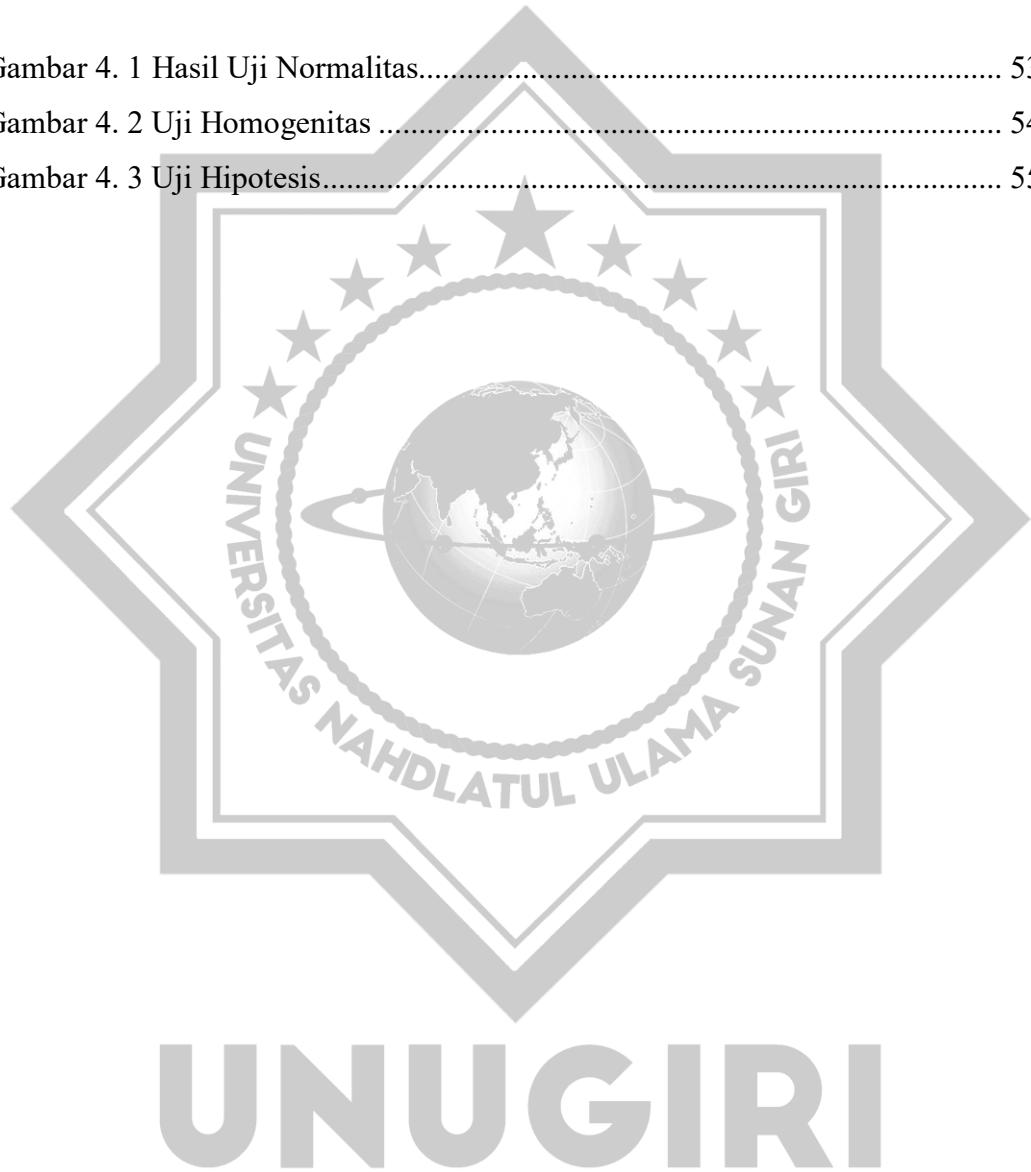 Gambar 4. 1 Hasil Uji Normalitas.................................................................... 53
Gambar 4. 2 Uji Homogenitas ......................................................................... 54
Gambar 4. 3 Uji Hipotesis................................................................................ 55
UNIVERSITAS NAHDLATUL ULAMA SUNAN GIRI
UNUGIRI